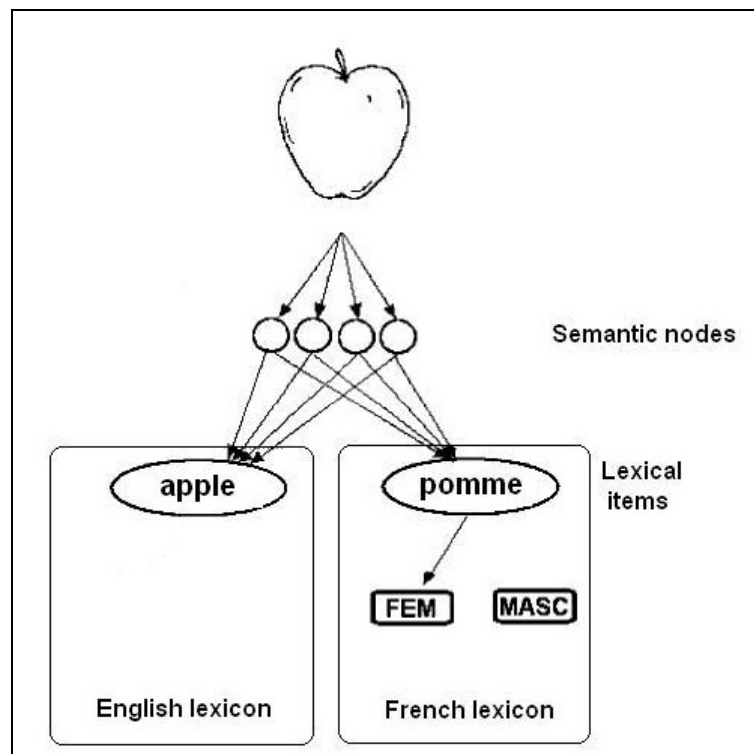 Semantic nodes
apple
pomme
Lexical
items
FEM
MASC
English lexicon
French lexicon